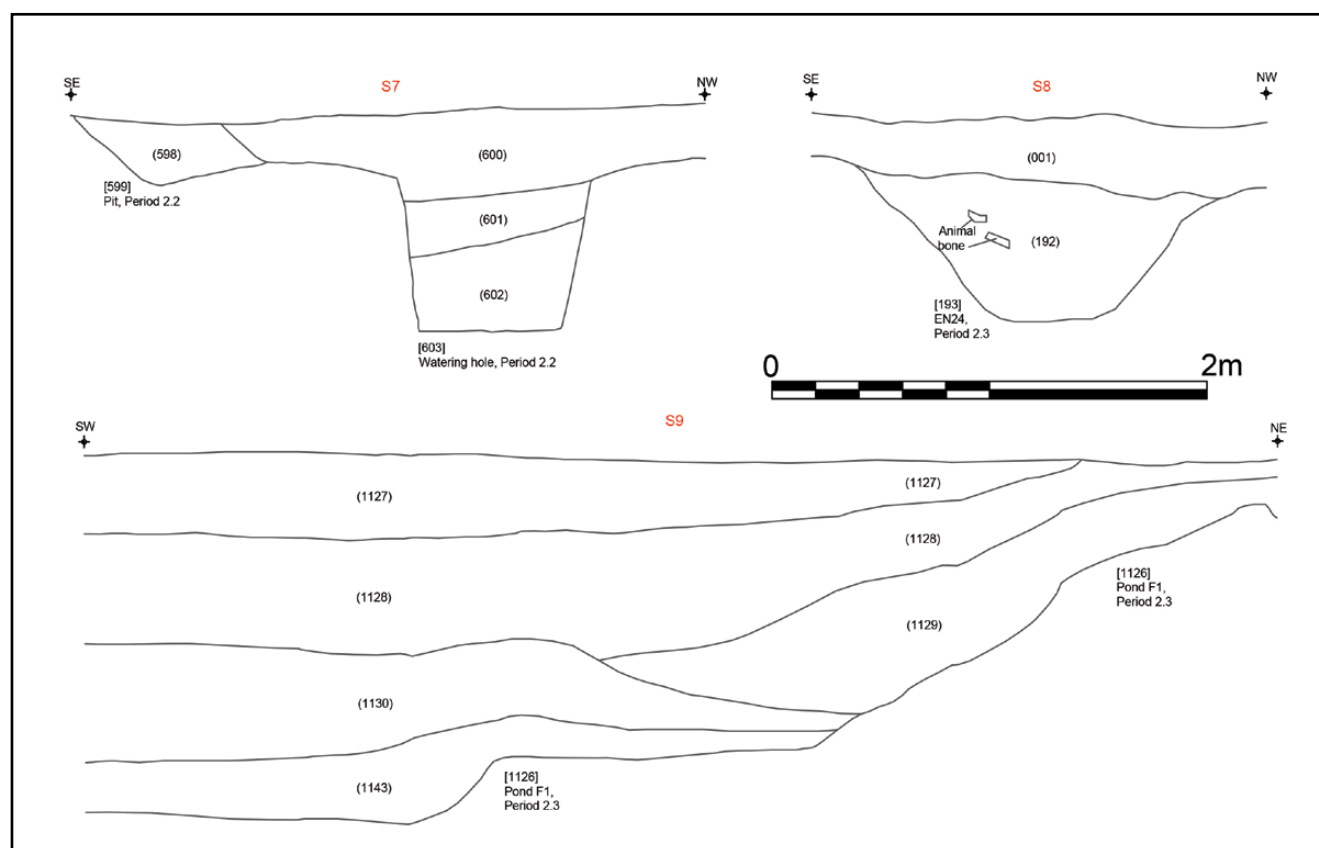 S7
SE
NW
(598)
(600)
[599]
Pit, Period 2.2
(601)
(602)
[603]
Watering hole, Period 2.2
S8
SE
NW
(001)
Animal
bone
(192)
[193]
EN24,
Period 2.3
0
2m
S9
SW
NE
(1127)
(1127)
(1128)
(1128)
(1129)
[1126]
Pond F1,
Period 2.3
(1130)
(1143)
[1126]
Pond F1,
Period 2.3